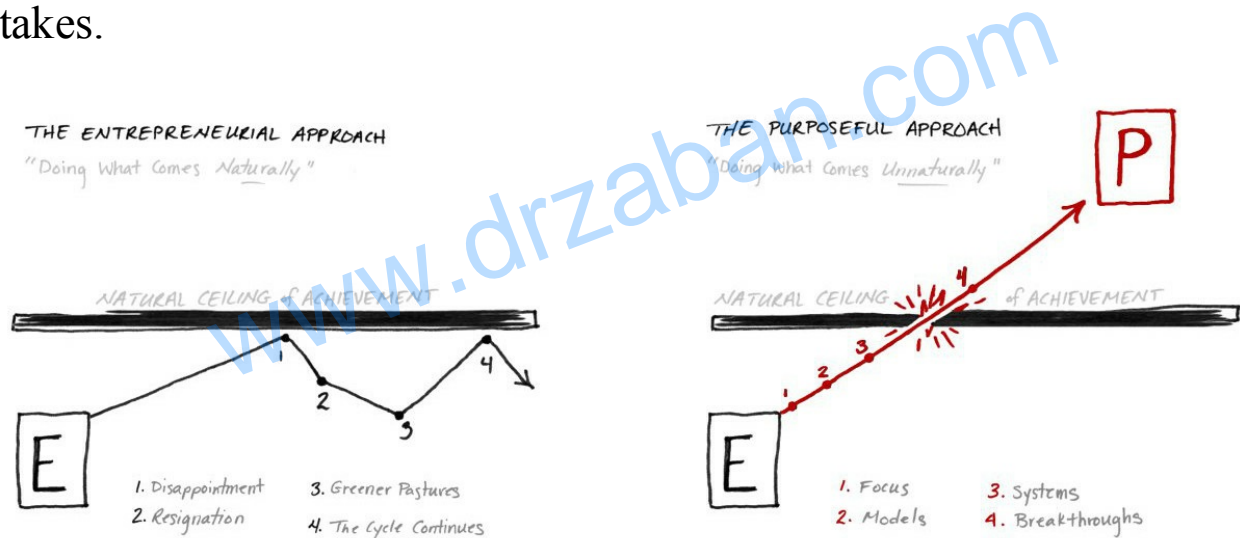 takes.
THE ENTREPRENEURIAL APPROACH
"Doing What Comes Naturally"
NATURAL CEILING of ACHIEVEMENT
1
2
3
4
E
1. Disappointment
2. Resignation
3. Greener Pastures
4. The Cycle Continues
THE PURPOSEFUL APPROACH
"Doing What Comes Unnaturally"
P
NATURAL CEILING of ACHIEVEMENT
4
3
2
1
E
1. Focus
2. Models
3. Systems
4. Breakthroughs
www.drzaban.com